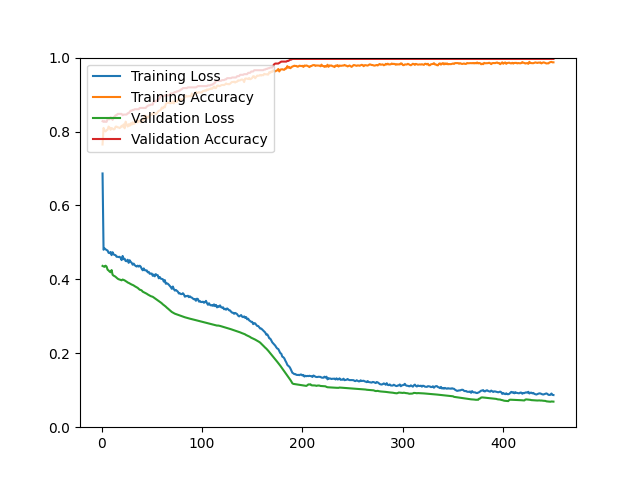 1.0
0.8
0.6
0.4
0.2
0.0
0 100 200 300 400
Training Loss
Training Accuracy
Validation Loss
Validation Accuracy